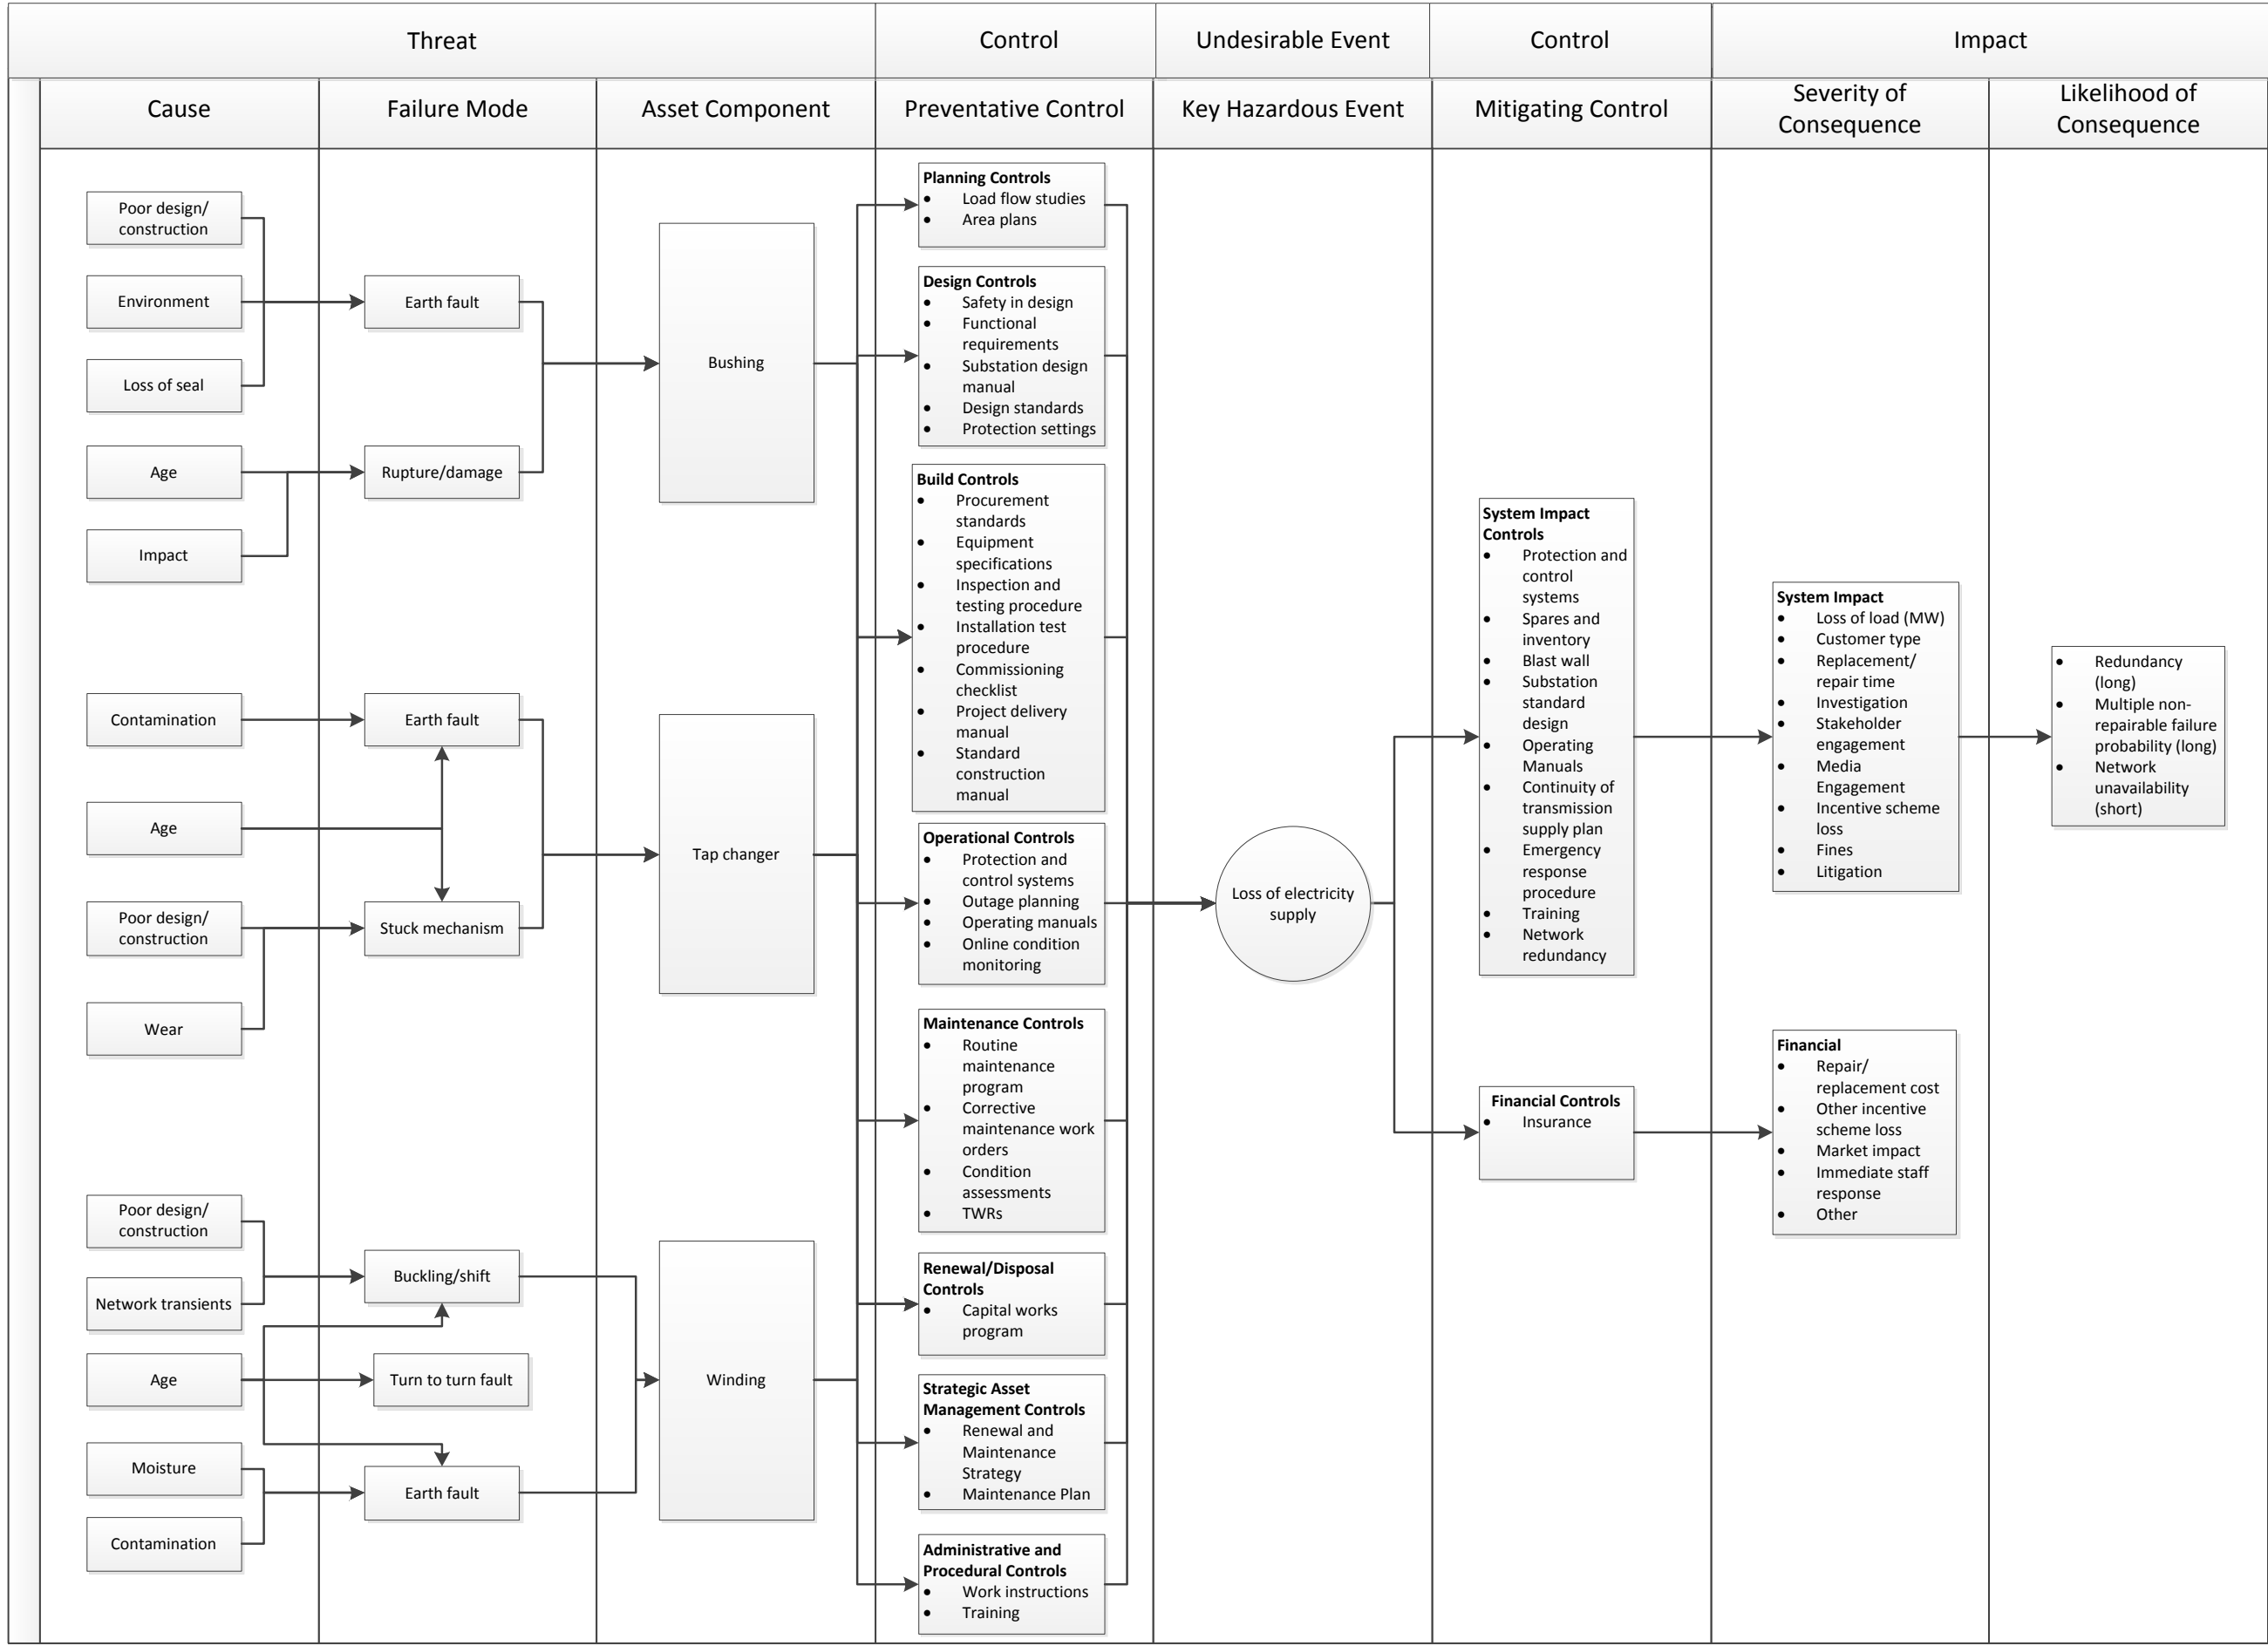 Threat
Control
Undesirable Event
Control
Impact
Cause
Failure Mode
Asset Component
Preventative Control
Key Hazardous Event
Mitigating Control
Severity of
Consequence
Likelihood of
Consequence
Poor design/
construction
Environment
Loss of seal
Age
Impact
Contamination
Age
Poor design/
construction
Wear
Poor design/
construction
Network transients
Age
Moisture
Contamination
Earth fault
Rupture/damage
Earth fault
Stuck mechanism
Buckling/shift
Turn to turn fault
Earth fault
Bushing
Tap changer
Winding
Planning Controls
• Load flow studies
• Area plans
Design Controls
• Safety in design
• Functional
requirements
• Substation design
manual
• Design standards
• Protection settings
Build Controls
• Procurement
standards
• Equipment
specifications
• Inspection and
testing procedure
• Installation test
procedure
• Commissioning
checklist
• Project delivery
manual
• Standard
construction
manual
Operational Controls
• Protection and
control systems
• Outage planning
• Operating manuals
• Online condition
monitoring
Maintenance Controls
• Routine
maintenance
program
• Corrective
maintenance work
orders
• Condition
assessments
• TWRs
Renewal/Disposal
Controls
• Capital works
program
Strategic Asset
Management Controls
• Renewal and
Maintenance
Strategy
• Maintenance Plan
Administrative and
Procedural Controls
• Work instructions
• Training
Loss of electricity
supply
System Impact
Controls
• Protection and
control
systems
• Spares and
inventory
• Blast wall
• Substation
standard
design
• Operating
Manuals
• Continuity of
transmission
supply plan
• Emergency
response
procedure
• Training
• Network
redundancy
Financial Controls
• Insurance
System Impact
• Loss of load (MW)
• Customer type
• Replacement/
repair time
• Investigation
• Stakeholder
engagement
• Media
Engagement
• Incentive scheme
loss
• Fines
• Litigation
Financial
• Repair/
replacement cost
• Other incentive
scheme loss
• Market impact
• Immediate staff
response
• Other
• Redundancy
(long)
• Multiple non-
repairable failure
probability (long)
• Network
unavailability
(short)